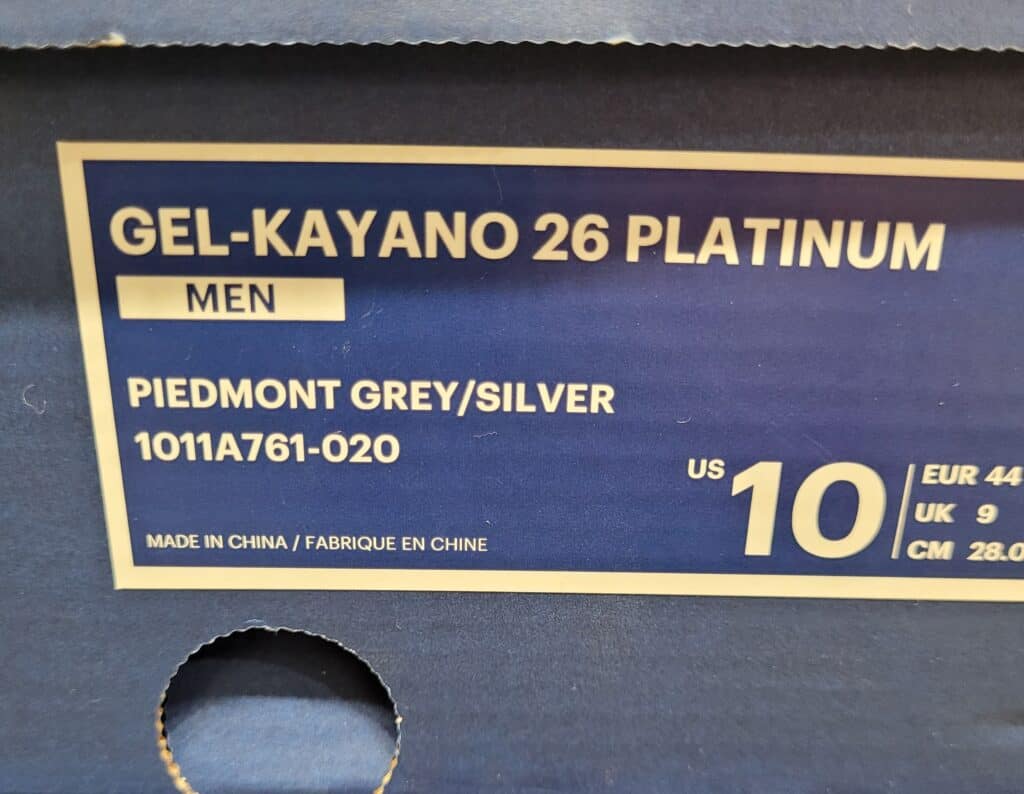 GEL-KAYANO 26 PLATINUM
MEN
PIEDMONT GREY/SILVER
1011A761-020
US 10
EUR 44
UK 9
CM 28.0
MADE IN CHINA / FABRIQUE EN CHINE